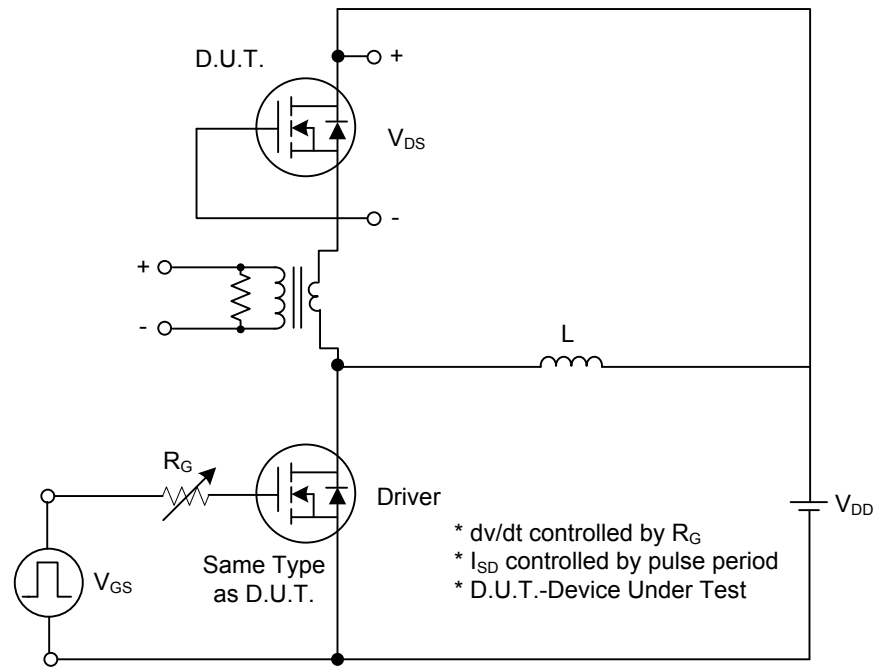 D.U.T.
+
V_DS
-
+
-
L
R_G
Driver
V_DD
V_GS
Same Type
as D.U.T.
* dv/dt controlled by R_G
* I_SD controlled by pulse period
* D.U.T.-Device Under Test